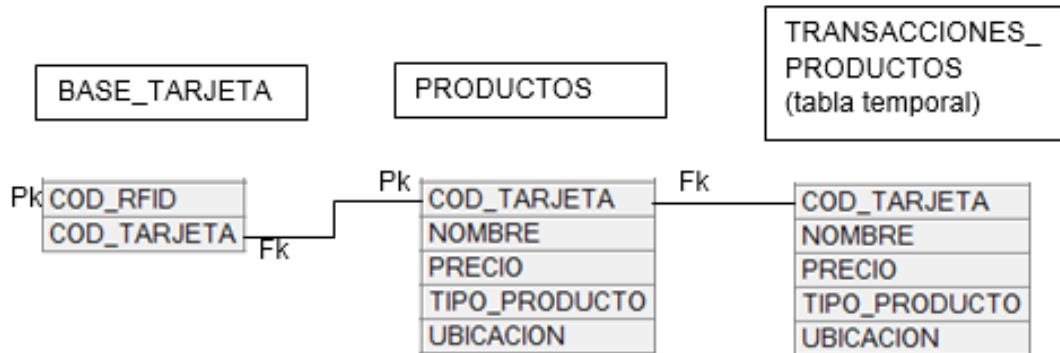 BASE_TARJETA
PRODUCTOS
TRANSACCIONES_
PRODUCTOS
(tabla temporal)
Pk
COD_RFID
COD_TARJETA
Fk
Pk
COD_TARJETA
NOMBRE
PRECIO
TIPO_PRODUCTO
UBICACION
Fk
COD_TARJETA
NOMBRE
PRECIO
TIPO_PRODUCTO
UBICACION